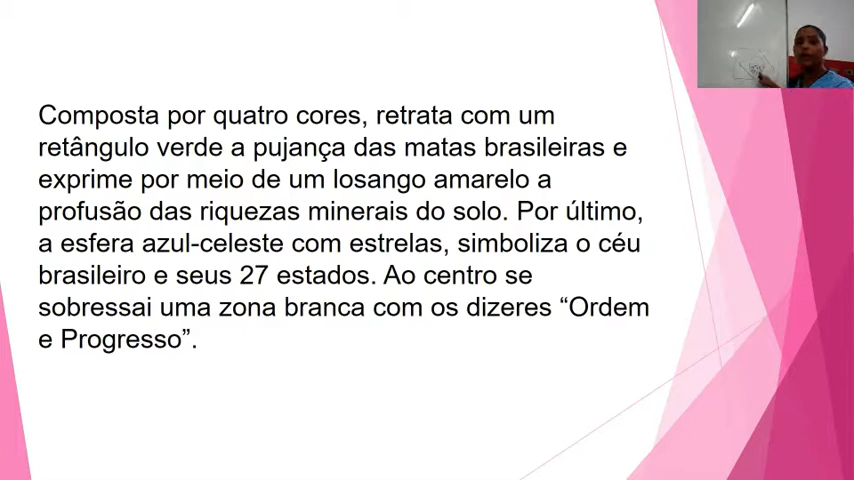 Composta por quatro cores, retrata com um
retângulo verde a pujança das matas brasileiras e
exprime por meio de um losango amarelo a
profusão das riquezas minerais do solo. Por último,
a esfera azul-celeste com estrelas, simboliza o céu
brasileiro e seus 27 estados. Ao centro se
sobressai uma zona branca com os dizeres “Ordem
e Progresso”.